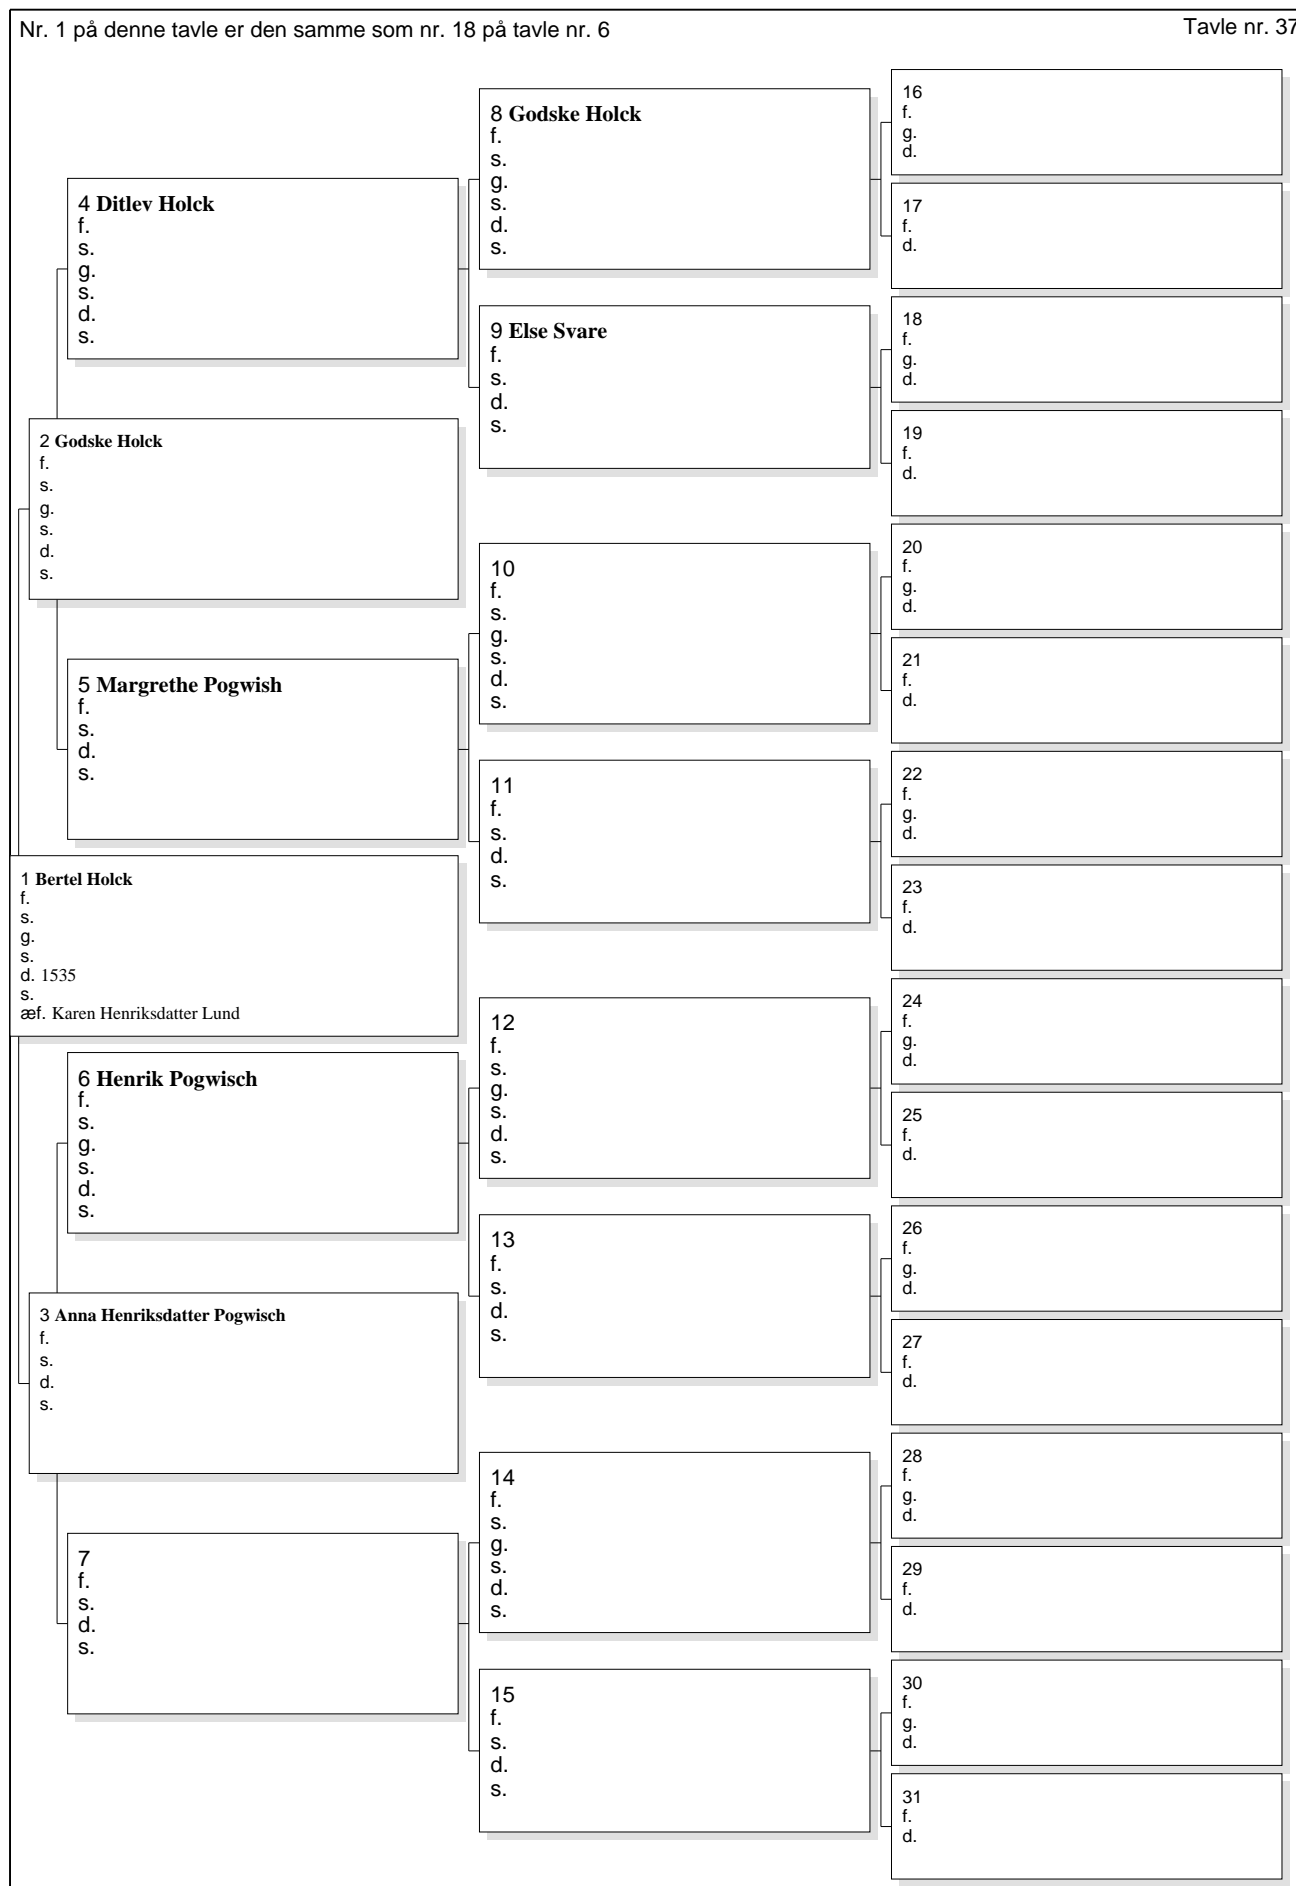 Nr. 1 på denne tavle er den samme som nr. 18 på tavle nr. 6
Tavle nr. 37
1 Bertel Holck
f.
s.
g.
s.
d. 1535
s.
æf. Karen Henriksdatter Lund
2 Godske Holck
f.
s.
g.
s.
d.
s.
3 Anna Henriksdatter Pogwisch
f.
s.
d.
s.
4 Ditlev Holck
f.
s.
g.
s.
d.
s.
5 Margrethe Pogwish
f.
s.
d.
s.
6 Henrik Pogwisch
f.
s.
g.
s.
d.
s.
7
f.
s.
d.
s.
8 Godske Holck
f.
s.
g.
s.
d.
s.
9 Else Svare
f.
s.
d.
s.
10
f.
s.
g.
s.
d.
s.
11
f.
s.
d.
s.
12
f.
s.
g.
s.
d.
s.
13
f.
s.
d.
s.
14
f.
s.
g.
s.
d.
s.
15
f.
s.
d.
s.
16
f.
g.
d.
17
f.
d.
18
f.
g.
d.
19
f.
d.
20
f.
g.
d.
21
f.
d.
22
f.
g.
d.
23
f.
d.
24
f.
g.
d.
25
f.
d.
26
f.
g.
d.
27
f.
d.
28
f.
g.
d.
29
f.
d.
30
f.
g.
d.
31
f.
d.